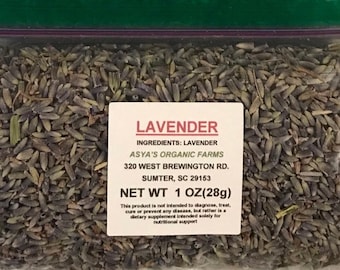 LAVENDER
INGREDIENTS: LAVENDER
ASYA'S ORGANIC FARMS
320 WEST BREWINGTON RD.
SUMTER, SC 29153
NET WT 1 OZ(28g)
This product is not intended to diagnose, treat,
cure or prevent any disease, but rather is a
dietary supplement intended solely for
nutritional support